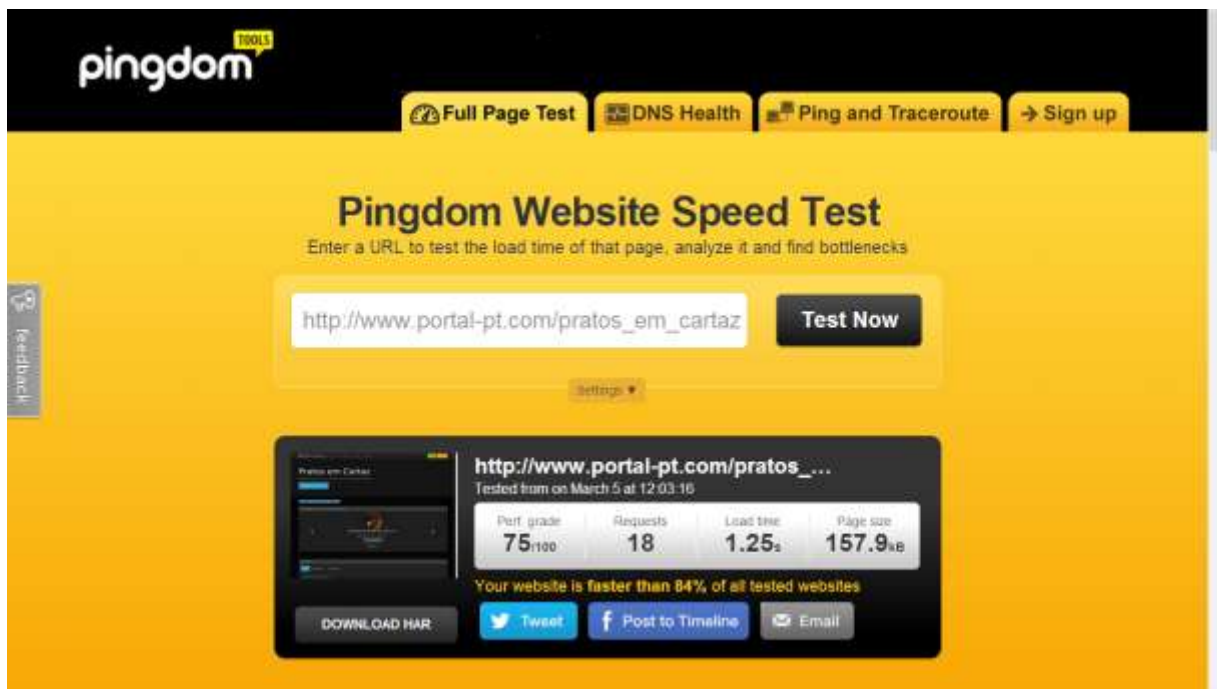 TOOLS
pingdom
Full Page Test
DNS Health
Ping and Traceroute
→ Sign up
Pingdom Website Speed Test
Enter a URL to test the load time of that page, analyze it and find bottlenecks
http://www.portal-pt.com/pratos_em_cartaz
Test Now
Settings ▼
feedback
Pratos em Cartaz
http://www.portal-pt.com/pratos_...
Tested from on March 5 at 12:03:16
Perf. grade
75/100
Requests
18
Load time
1.25s
Page size
157.9kB
Your website is faster than 84% of all tested websites
DOWNLOAD HAR
Tweet
Post to Timeline
Email